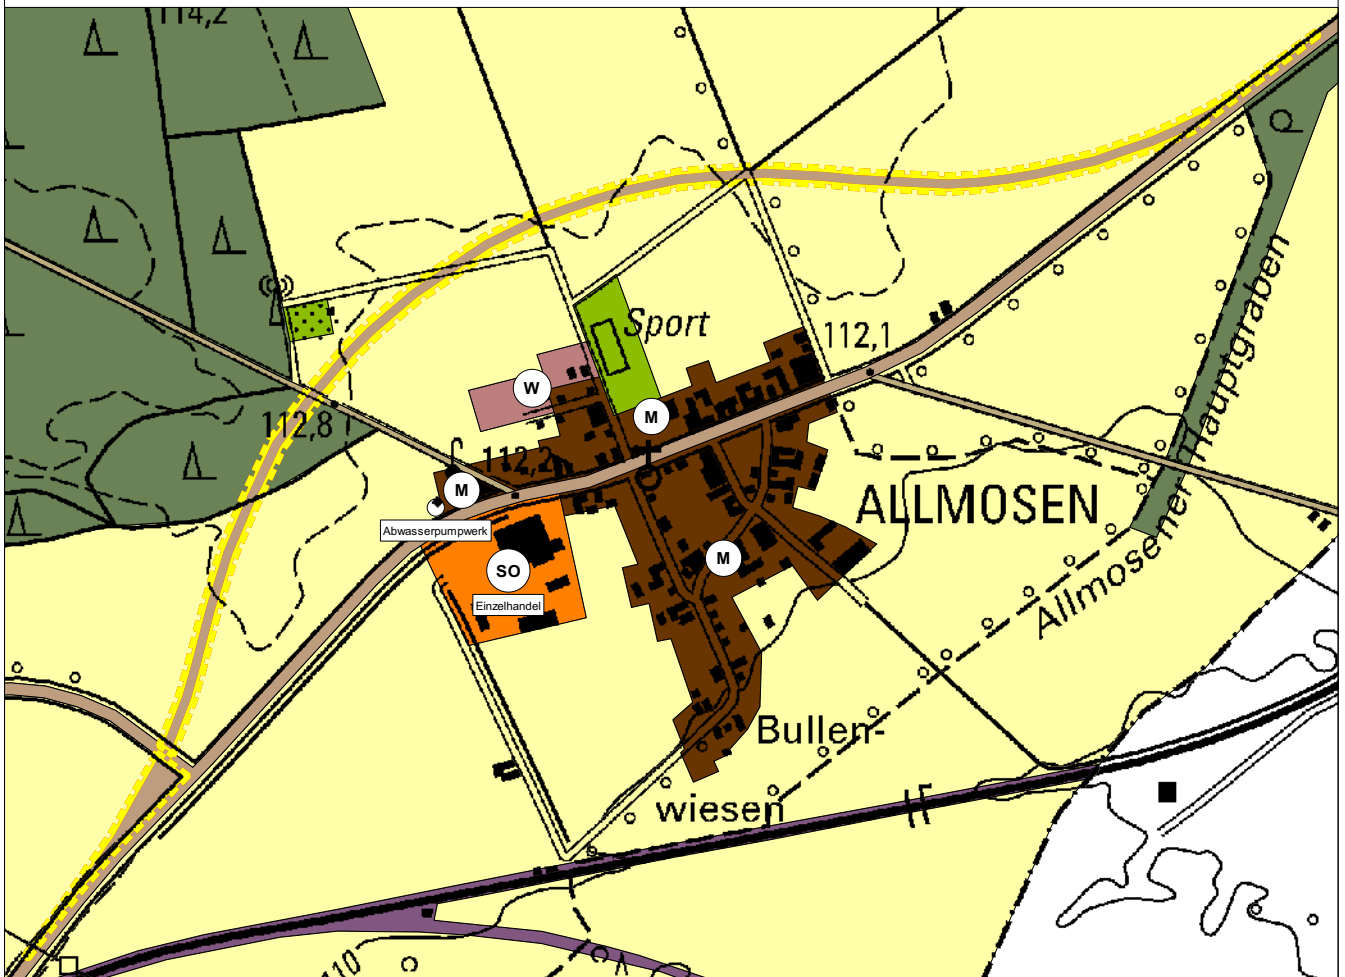 114,2
Sport
112,1
W
M
112,8
112,2
M
ALLMOSEN
Abwasserpumpwerk
SO
M
Einzelhandel
Allmosener Hauptgraben
Bullen-
wiesen
110